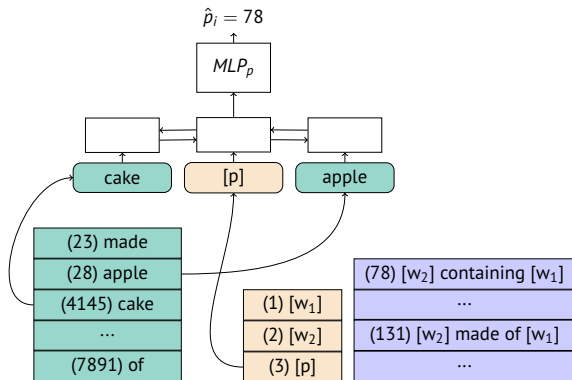 p̂ᵢ = 78
MLPₚ
cake [p] apple
(23) made
(28) apple
(4145) cake
...
(7891) of
(1) [w₁]
(2) [w₂]
(3) [p]
(78) [w₂] containing [w₁]
...
(131) [w₂] made of [w₁]
...